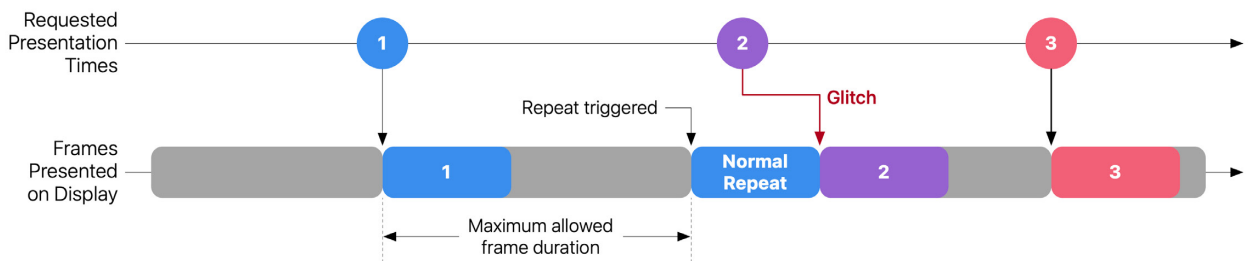 Requested
Presentation
Times
1
2
3
Glitch
Repeat triggered
Frames
Presented
on Display
1
Normal
Repeat
2
3
Maximum allowed
frame duration